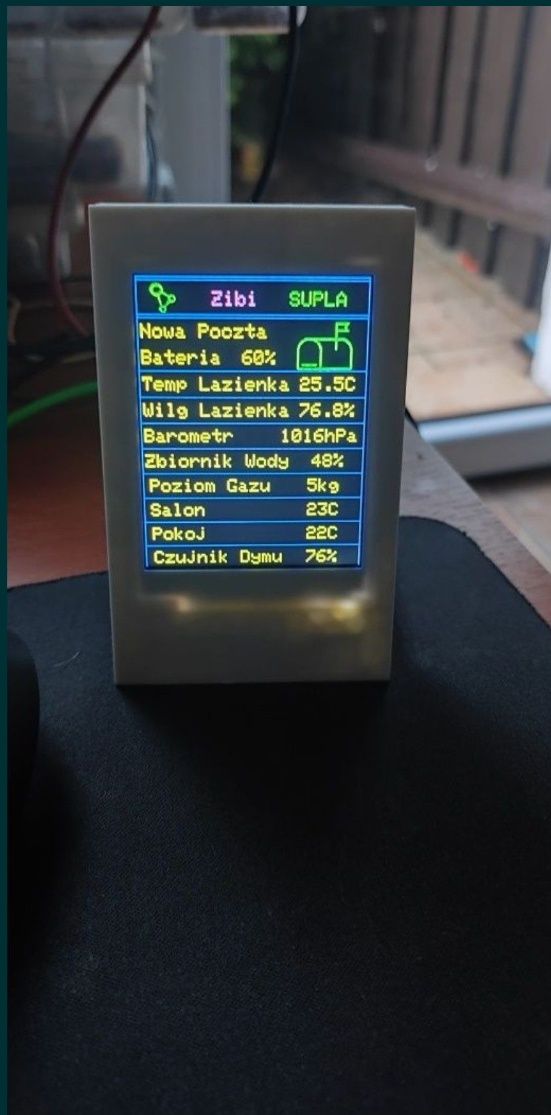 Zibi SUPLA
Nowa Poczta
Bateria 60%
Temp Lazienka 25.5C
Wilg Lazienka 76.8%
Barometr 1016hPa
Zbiornik Wody 48%
Poziom Gazu 5kg
Salon 23C
Pokoj 22C
Czujnik Dymu 76%